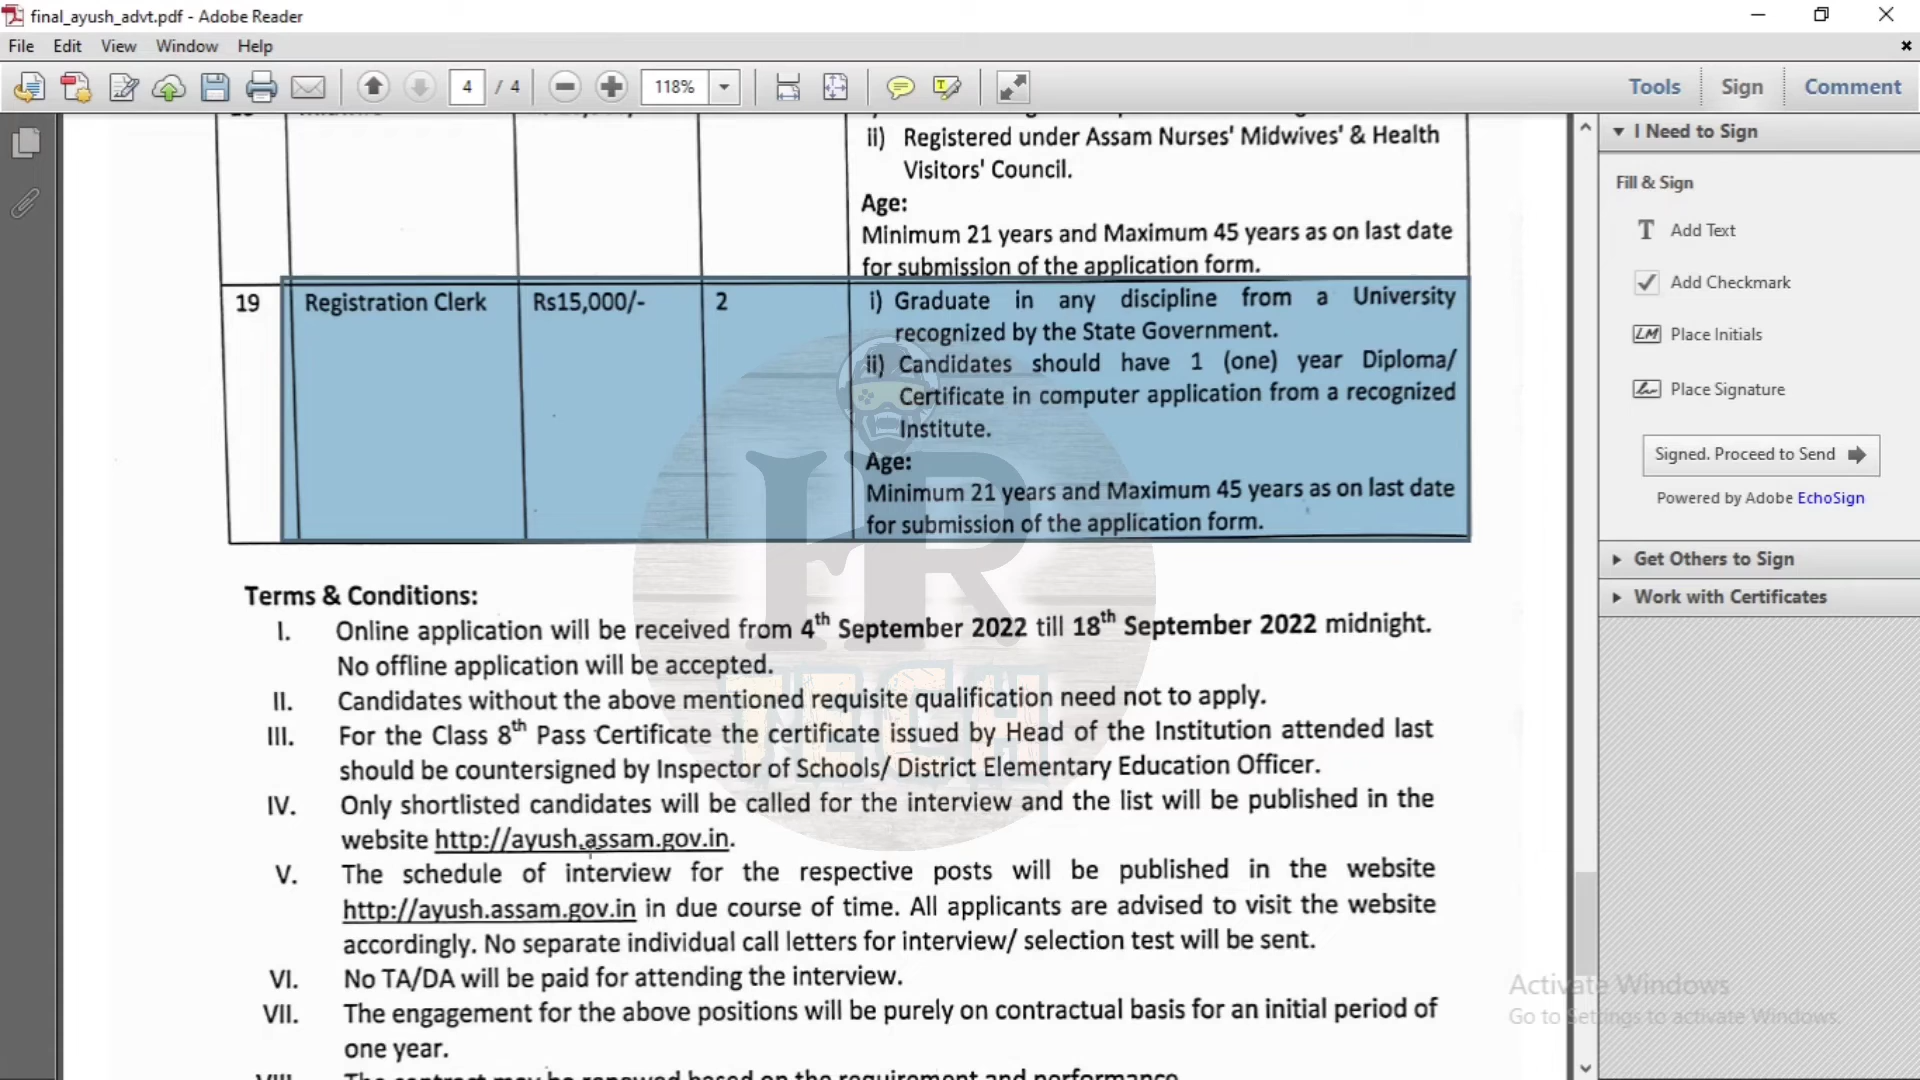 final_ayush_advt.pdf - Adobe Reader
File Edit View Window Help
4 / 4 118% Tools Sign Comment
ii) Registered under Assam Nurses' Midwives' & Health
Visitors' Council.
Age:
Minimum 21 years and Maximum 45 years as on last date
for submission of the application form.
19 Registration Clerk Rs15,000/- 2 i) Graduate in any discipline from a University
recognized by the State Government.
ii) Candidates should have 1 (one) year Diploma/
Certificate in computer application from a recognized
Institute.
Age:
Minimum 21 years and Maximum 45 years as on last date
for submission of the application form.
Terms & Conditions:
I. Online application will be received from 4th September 2022 till 18th September 2022 midnight.
No offline application will be accepted.
II. Candidates without the above mentioned requisite qualification need not to apply.
III. For the Class 8th Pass Certificate the certificate issued by Head of the Institution attended last
should be countersigned by Inspector of Schools/ District Elementary Education Officer.
IV. Only shortlisted candidates will be called for the interview and the list will be published in the
website http://ayush.assam.gov.in.
V. The schedule of interview for the respective posts will be published in the website
http://ayush.assam.gov.in in due course of time. All applicants are advised to visit the website
accordingly. No separate individual call letters for interview/ selection test will be sent.
VI. No TA/DA will be paid for attending the interview.
VII. The engagement for the above positions will be purely on contractual basis for an initial period of
one year.
VIII. The contract may be renewed based on the requirement and performance.
HR
TECH
I Need to Sign
Fill & Sign
T Add Text
Add Checkmark
LM Place Initials
Place Signature
Signed. Proceed to Send
Powered by Adobe EchoSign
Get Others to Sign
Work with Certificates
Activate Windows
Go to Settings to activate Windows.